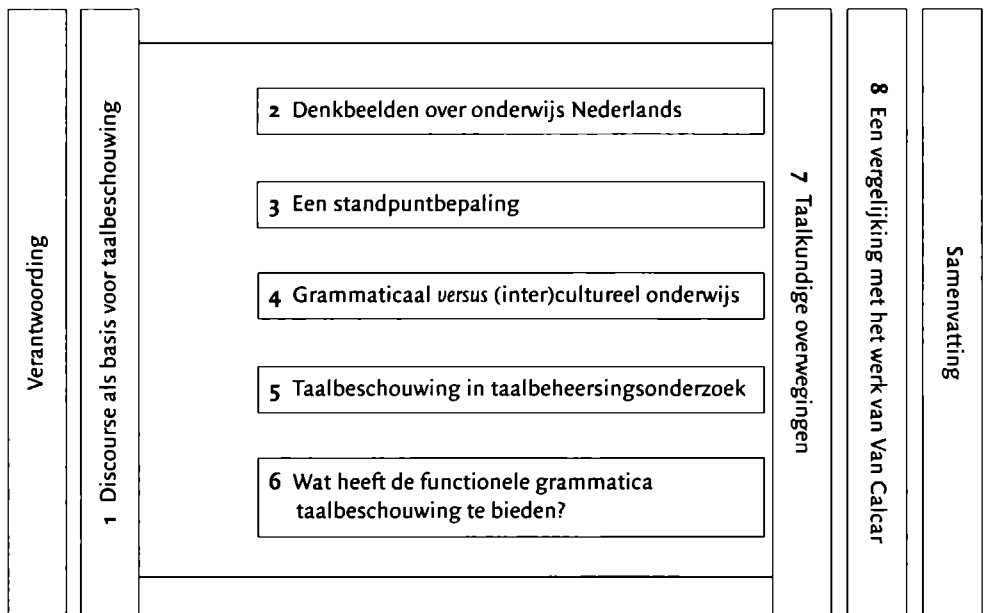 Verantwoording
1 Discourse als basis voor taalbeschouwing
2 Denkbeelden over onderwijs Nederlands
3 Een standpuntbepaling
4 Grammaticaal versus (inter)cultureel onderwijs
5 Taalbeschouwing in taalbeheersingsonderzoek
6 Wat heeft de functionele grammatica
taalbeschouwing te bieden?
7 Taalkundige overwegingen
8 Een vergelijking met het werk van Van Calcar
Samenvatting